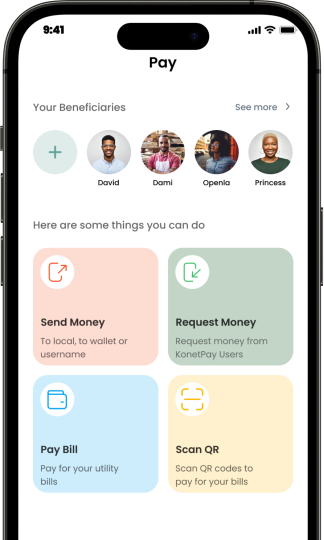 9:41
Pay
Your Beneficiaries
See more
David
Dami
Openla
Princess
Here are some things you can do
Send Money
To local, to wallet or
username
Request Money
Request money from
KonetPay Users
Pay Bill
Pay for your utility
bills
Scan QR
Scan QR codes to
pay for your bills